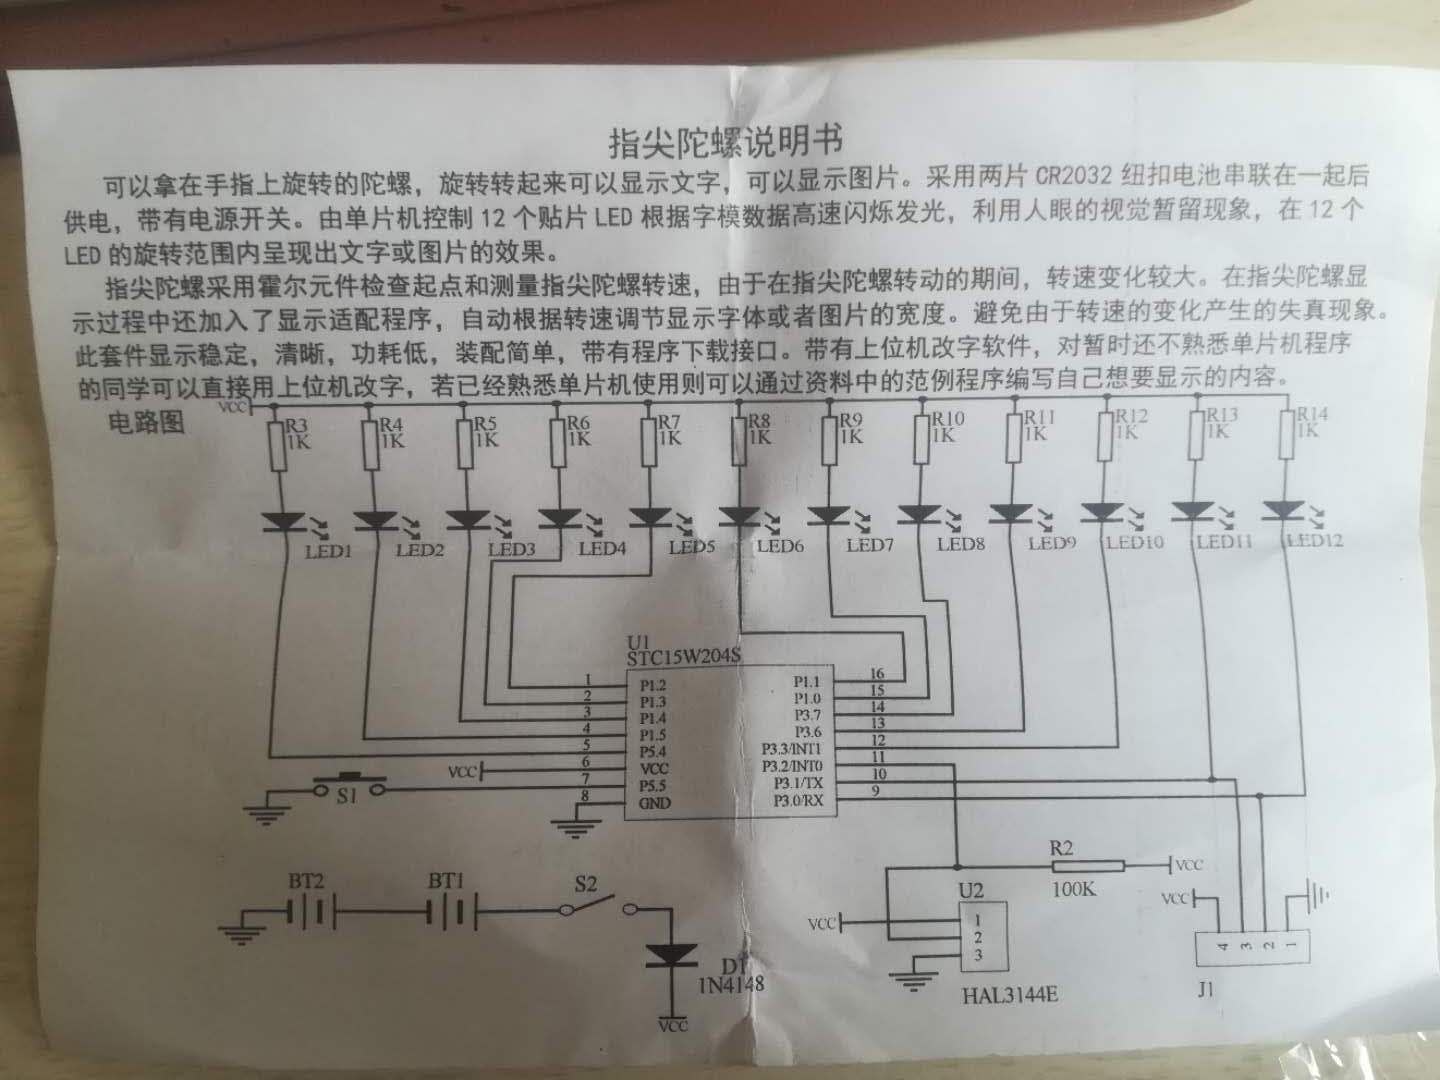 指尖陀螺说明书
可以拿在手指上旋转的陀螺，旋转转起来可以显示文字，可以显示图片。采用两片 CR2032 纽扣电池串联在一起后
供电，带有电源开关。由单片机控制 12 个贴片 LED 根据字模数据高速闪烁发光，利用人眼的视觉暂留现象，在 12 个
LED 的旋转范围内呈现出文字或图片的效果。
指尖陀螺采用霍尔元件检查起点和测量指尖陀螺转速，由于在指尖陀螺转动的期间，转速变化较大。在指尖陀螺显
示过程中还加入了显示适配程序，自动根据转速调节显示字体或者图片的宽度。避免由于转速的变化产生的失真现象。
此套件显示稳定，清晰，功耗低，装配简单，带有程序下载接口。带有上位机改字软件，对暂时还不熟悉单片机程序
的同学可以直接用上位机改字，若已经熟悉单片机使用则可以通过资料中的范例程序编写自己想要显示的内容。
电路图
VCC
R3 R4 R5 R6 R7 R8 R9 R10 R11 R12 R13 R14
1K 1K 1K 1K 1K 1K 1K 1K 1K 1K 1K 1K
LED1 LED2 LED3 LED4 LED5 LED6 LED7 LED8 LED9 LED10 LED11 LED12
U1
STC15W204S
1 P1.2 P1.1 16
2 P1.3 P1.0 15
3 P1.4 P3.7 14
4 P1.5 P3.6 13
5 P5.4 P3.3/INT1 12
VCC 6 VCC P3.2/INT0 11
S1 7 P5.5 P3.1/TX 10
8 GND P3.0/RX 9
BT2 BT1 S2
D1
1N4148
VCC
R2
100K
VCC
U2
VCC
1
2
3
HAL3144E
VCC
4 3 2 1
J1